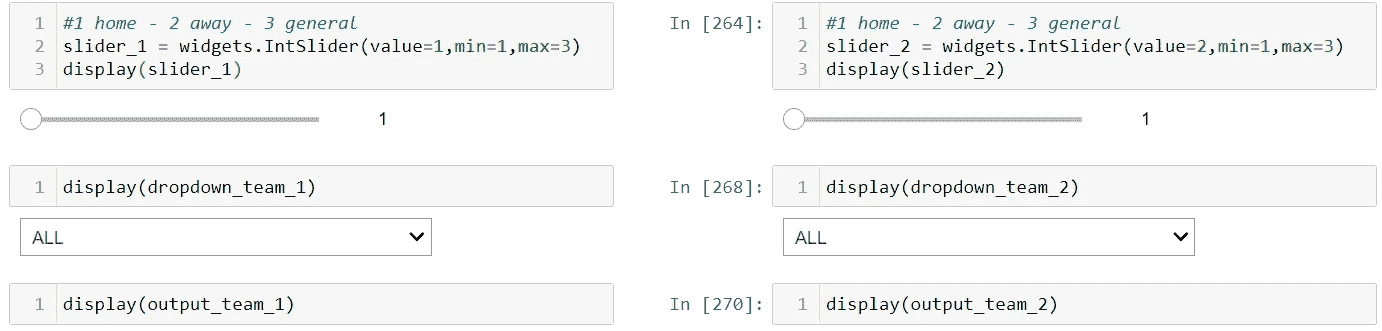 1 #1 home - 2 away - 3 general
2 slider_1 = widgets.IntSlider(value=1,min=1,max=3)
3 display(slider_1)
1
1 display(dropdown_team_1)
ALL
1 display(output_team_1)
In [264]: 1 #1 home - 2 away - 3 general
2 slider_2 = widgets.IntSlider(value=2,min=1,max=3)
3 display(slider_2)
1
In [268]: 1 display(dropdown_team_2)
ALL
In [270]: 1 display(output_team_2)